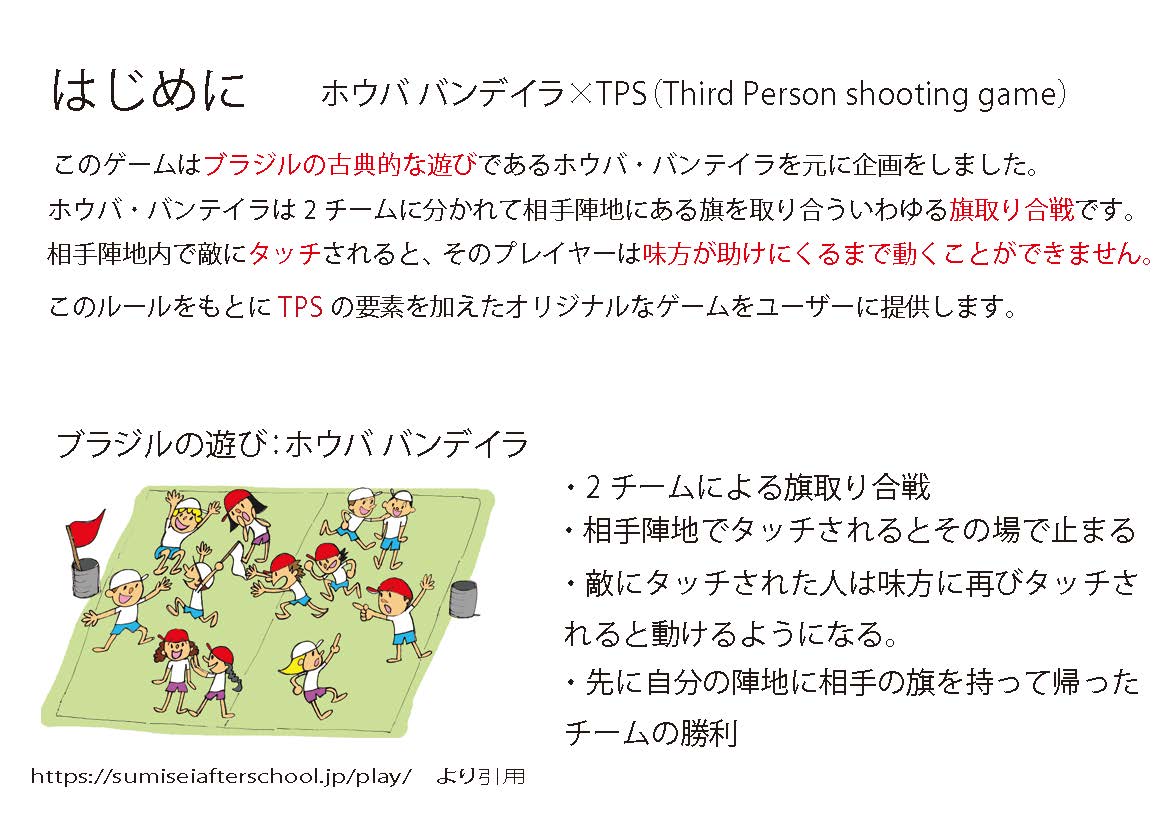 はじめに
ホウバ バンデイラ×TPS（Third Person shooting game）
このゲームはブラジルの古典的な遊びであるホウバ・バンテイラを元に企画をしました。
ホウバ・バンテイラは2チームに分かれて相手陣地にある旗を取り合ういわゆる旗取り合戦です。
相手陣地内で敵にタッチされると、そのプレイヤーは味方が助けにくるまで動くことができません。
このルールをもとにTPSの要素を加えたオリジナルなゲームをユーザーに提供します。
ブラジルの遊び：ホウバ バンデイラ
・2チームによる旗取り合戦
・相手陣地でタッチされるとその場で止まる
・敵にタッチされた人は味方に再びタッチさ
れると動けるようになる。
・先に自分の陣地に相手の旗を持って帰った
チームの勝利
https://sumiseiafterschool.jp/play/　より引用